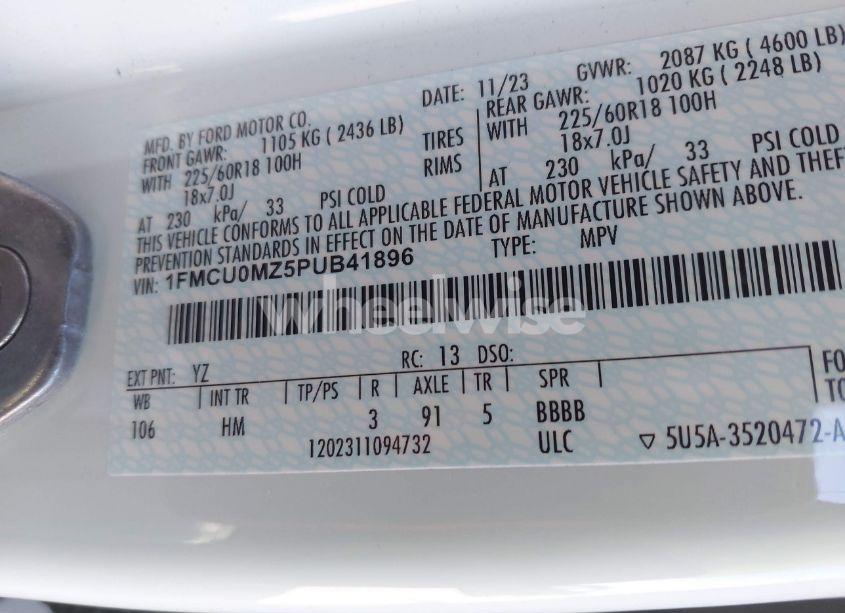 MFD. BY FORD MOTOR CO. DATE: 11/23 GVWR: 2087 KG ( 4600 LB)
FRONT GAWR: 1105 KG ( 2436 LB) REAR GAWR: 1020 KG ( 2248 LB)
WITH 225/60R18 100H TIRES WITH 225/60R18 100H
18x7.0J RIMS 18x7.0J
AT 230 kPa/ 33 PSI COLD AT 230 kPa/ 33 PSI COLD
THIS VEHICLE CONFORMS TO ALL APPLICABLE FEDERAL MOTOR VEHICLE SAFETY AND THEFT
PREVENTION STANDARDS IN EFFECT ON THE DATE OF MANUFACTURE SHOWN ABOVE.
VIN: 1FMCU0MZ5PUB41896 TYPE: MPV
wheelwise
EXT PNT: YZ RC: 13 DSO:
WB INT TR TP/PS R AXLE TR SPR
106 HM 3 91 5 BBBB
1202311094732 ULC 5U5A-3520472-A
FO
TO